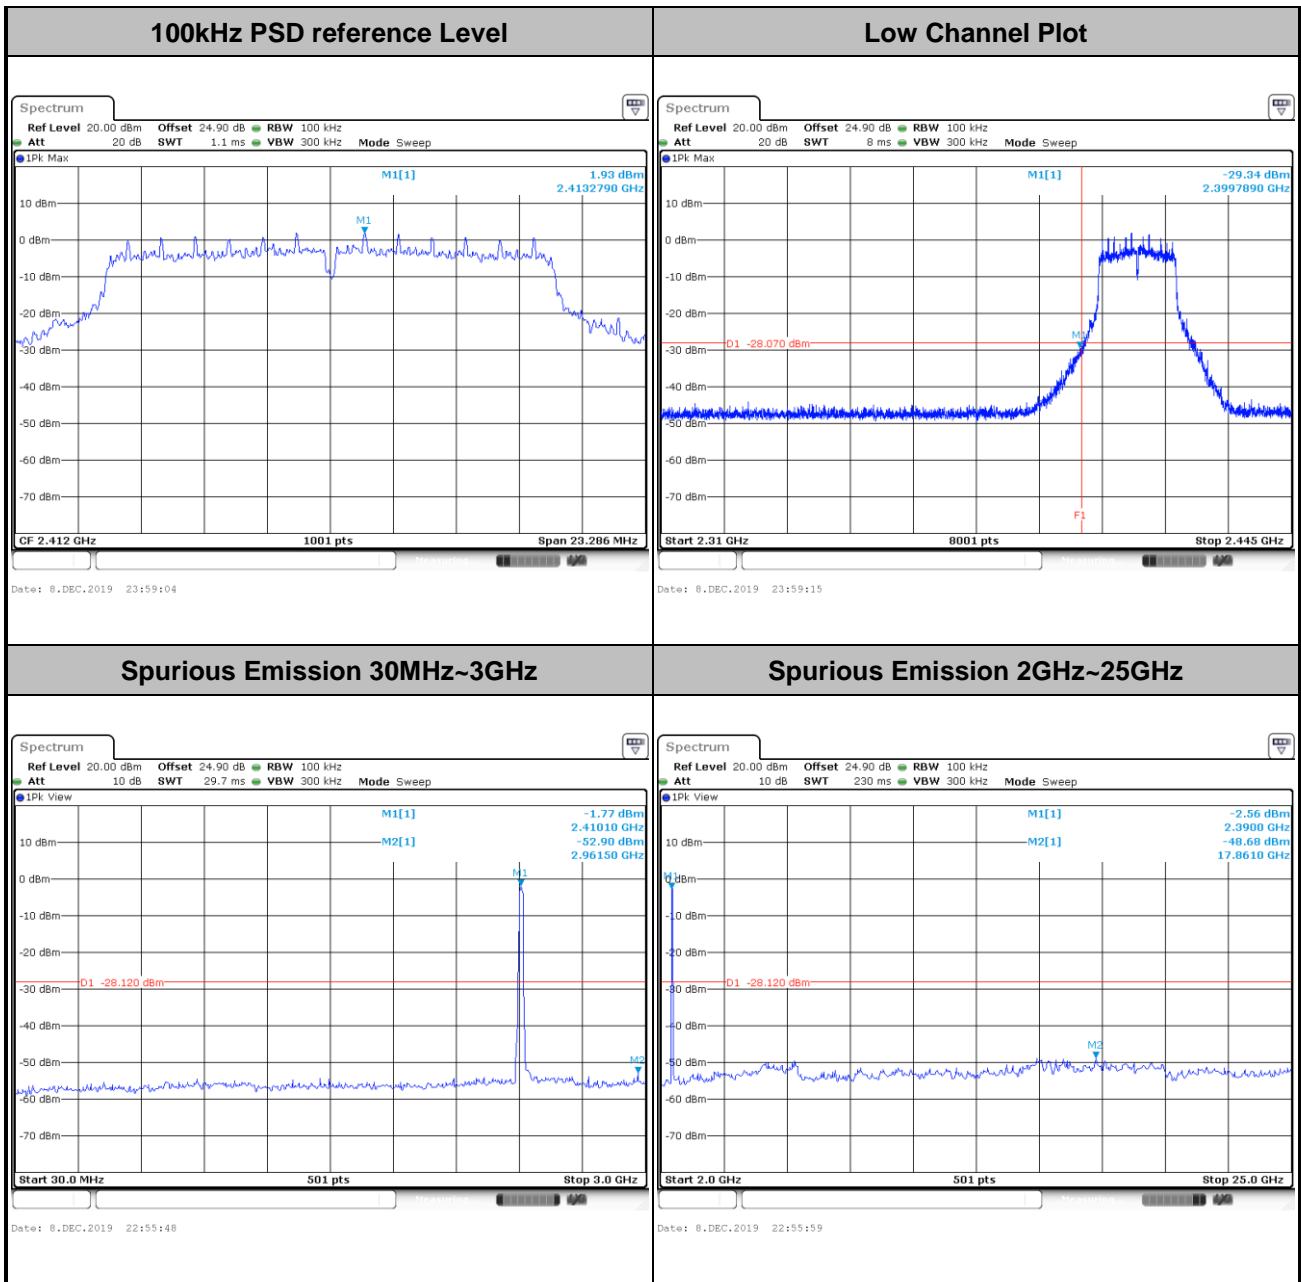 100kHz PSD reference Level
Spectrum
Ref Level 20.00 dBm Offset 24.90 dB RBW 100 kHz
Att 20 dB SWT 1.1 ms VBW 300 kHz Mode Sweep
1Pk Max
M1[1] 1.93 dBm
2.4132790 GHz
10 dBm
M1
0 dBm
-10 dBm
-20 dBm
-30 dBm
-40 dBm
-50 dBm
-60 dBm
-70 dBm
CF 2.412 GHz 1001 pts Span 23.286 MHz
Measuring
Date: 8.DEC.2019 23:59:04
Low Channel Plot
Spectrum
Ref Level 20.00 dBm Offset 24.90 dB RBW 100 kHz
Att 20 dB SWT 8 ms VBW 300 kHz Mode Sweep
1Pk Max
M1[1] -29.34 dBm
2.3997890 GHz
10 dBm
0 dBm
-10 dBm
-20 dBm
M1
D1 -28.070 dBm
-30 dBm
-40 dBm
-50 dBm
-60 dBm
-70 dBm
F1
Start 2.31 GHz 8001 pts Stop 2.445 GHz
Measuring
Date: 8.DEC.2019 23:59:15
Spurious Emission 30MHz~3GHz
Spectrum
Ref Level 20.00 dBm Offset 24.90 dB RBW 100 kHz
Att 10 dB SWT 29.7 ms VBW 300 kHz Mode Sweep
1Pk View
M1[1] -1.77 dBm
2.41010 GHz
10 dBm M2[1] -52.90 dBm
2.96150 GHz
M1
0 dBm
-10 dBm
-20 dBm
D1 -28.120 dBm
-30 dBm
-40 dBm
-50 dBm
M2
-60 dBm
-70 dBm
Start 30.0 MHz 501 pts Stop 3.0 GHz
Measuring
Date: 8.DEC.2019 22:55:48
Spurious Emission 2GHz~25GHz
Spectrum
Ref Level 20.00 dBm Offset 24.90 dB RBW 100 kHz
Att 10 dB SWT 230 ms VBW 300 kHz Mode Sweep
1Pk View
M1[1] -2.56 dBm
2.3900 GHz
10 dBm M2[1] -48.68 dBm
17.8610 GHz
M1
0 dBm
-10 dBm
-20 dBm
D1 -28.120 dBm
-30 dBm
-40 dBm
M2
-50 dBm
-60 dBm
-70 dBm
Start 2.0 GHz 501 pts Stop 25.0 GHz
Measuring
Date: 8.DEC.2019 22:55:59